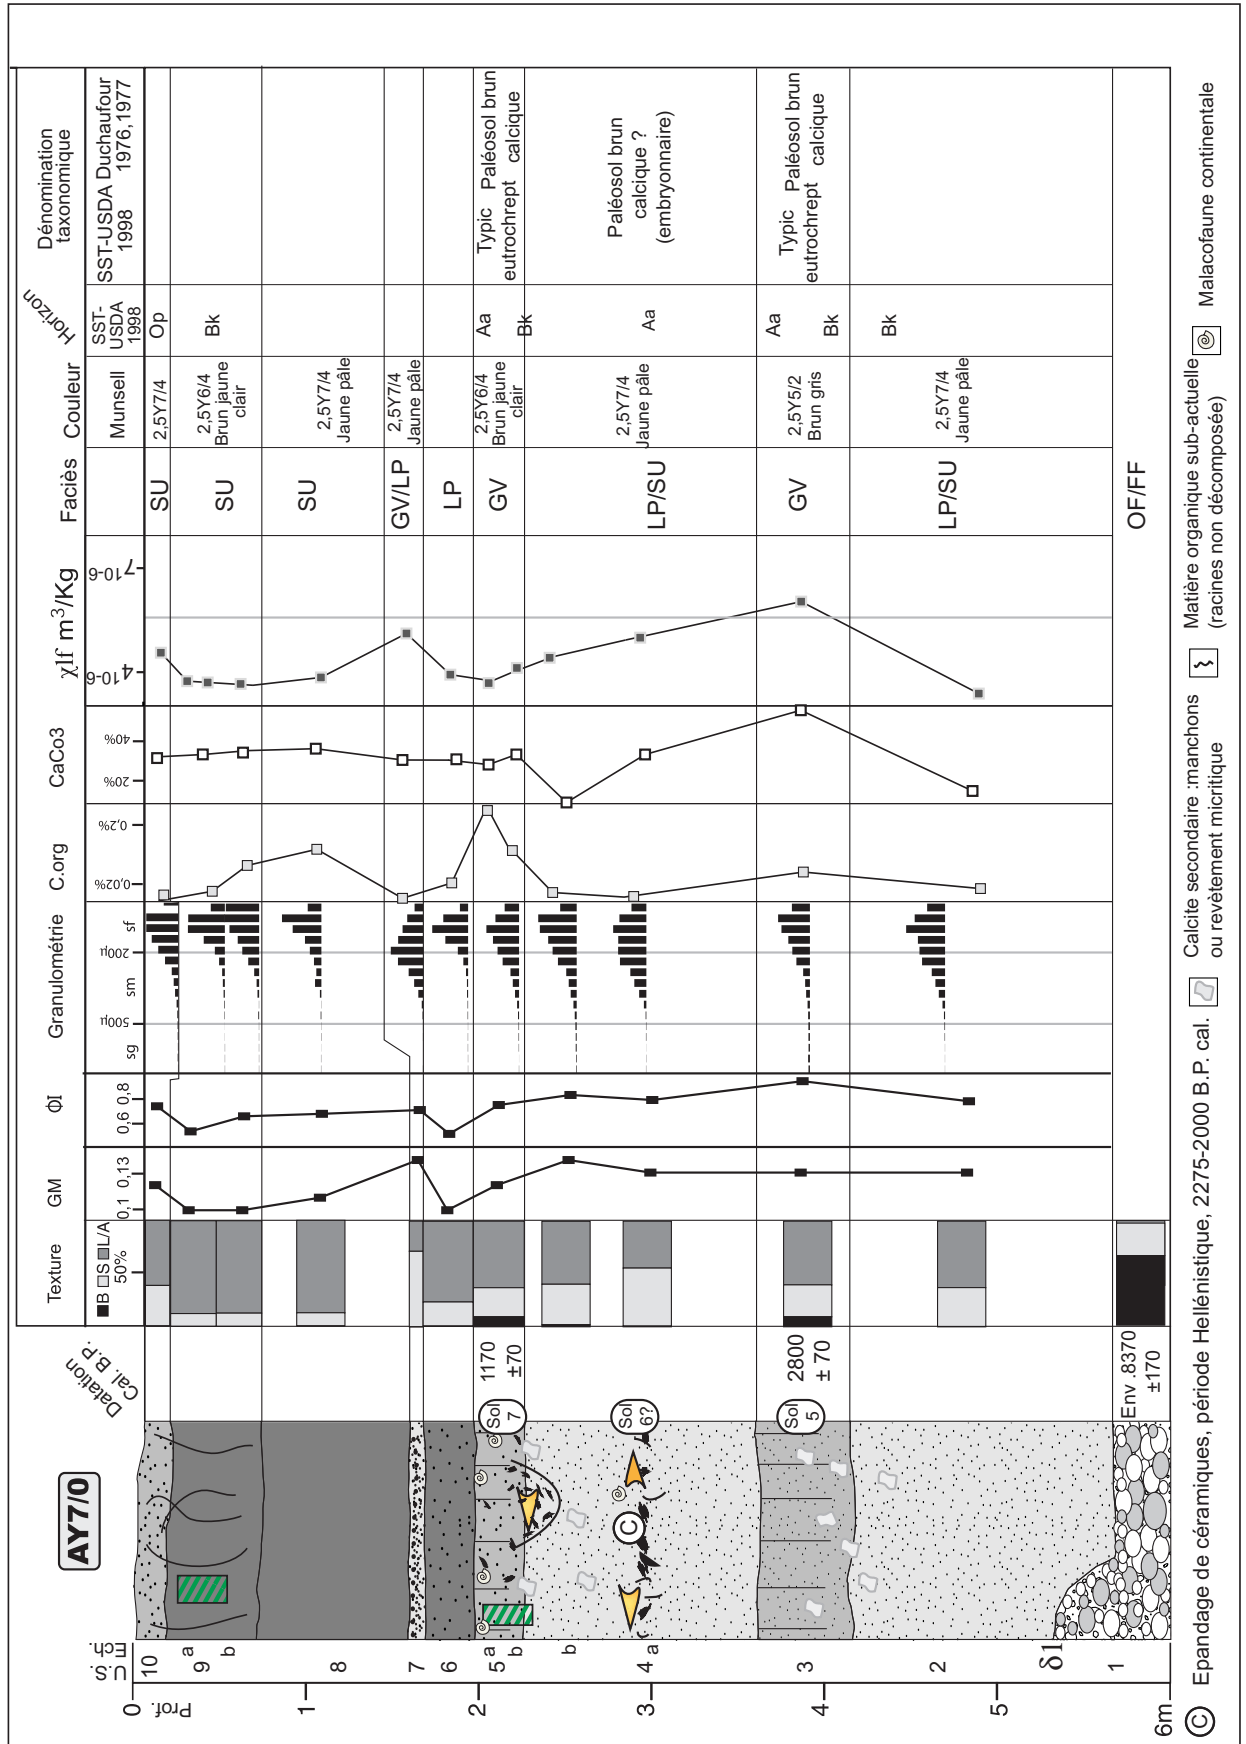 AY7/0
Prof.
0
1
2
3
4
5
6m
U.S.
Ech.
10
9
a
b
8
7
6
5
a
b
4
b
a
3
2
δ1
1
Sol
7
Sol
6?
Sol
5
C
Datation
Cal. B.P.
1170
±70
2800
± 70
Env .8370
±170
Texture
B S L/A
50%
GM
0,1 0,13
ΦI
0,6 0,8
Granulométrie
sg
500µ
sm
200µ
sf
C.org
0,02%
0,2%
CaCo3
20%
40%
χlf m³/Kg
410-6
710-6
Faciès
SU
SU
SU
GV/LP
LP
GV
LP/SU
GV
LP/SU
OF/FF
Couleur
Munsell
2,5Y7/4
2,5Y6/4
Brun jaune
clair
2,5Y7/4
Jaune pâle
2,5Y7/4
Jaune pâle
2,5Y6/4
Brun jaune
clair
2,5Y7/4
Jaune pâle
2,5Y5/2
Brun gris
2,5Y7/4
Jaune pâle
Horizon
SST-
USDA
1998
Op
Bk
Aa
Bk
Aa
Aa
Bk
Bk
Dénomination
taxonomique
SST-USDA Duchaufour
1998 1976,1977
Typic Paléosol brun
eutrochrept calcique
Paléosol brun
calcique ?
(embryonnaire)
Typic Paléosol brun
eutrochrept calcique
C Epandage de céramiques, période Hellénistique, 2275-2000 B.P. cal.
Calcite secondaire :manchons
ou revêtement micritique
Matière organique sub-actuelle
(racines non décomposée)
Malacofaune continentale